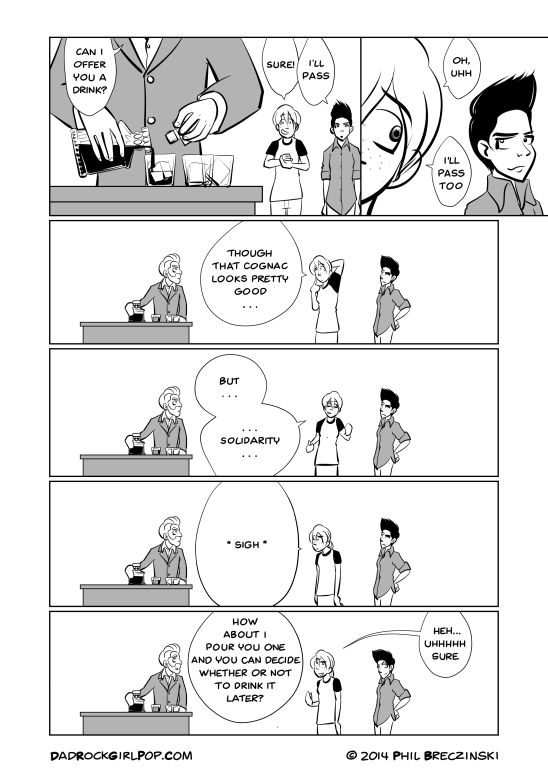 CAN I
OFFER
YOU A
DRINK?
SURE!
I'LL
PASS
OH,
UHH
I'LL
PASS
TOO
THOUGH
THAT COGNAC
LOOKS PRETTY
GOOD
...
BUT
...
...
SOLIDARITY
...
* SIGH *
HOW
ABOUT I
POUR YOU ONE
AND YOU CAN DECIDE
WHETHER OR NOT
TO DRINK IT
LATER?
HEH...
UHHHHH
SURE
DADROCKGIRLPOP.COM
© 2014 PHIL BRECZINSKI